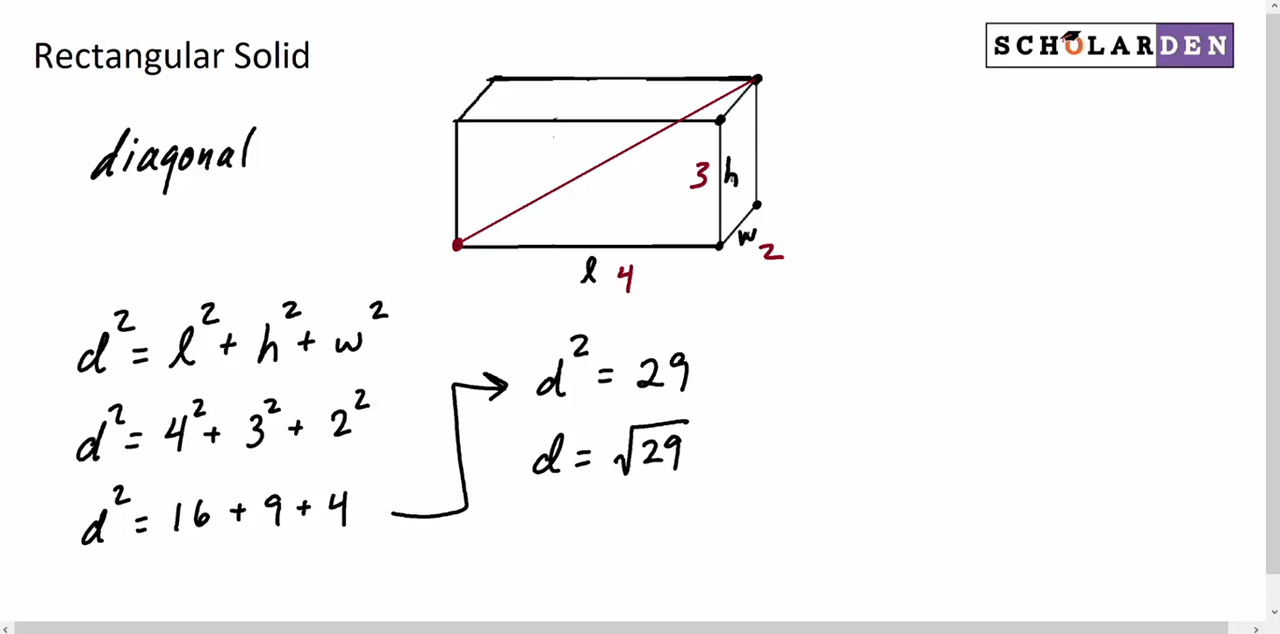 Rectangular Solid
SCHOLARDEN
diagonal
3 h
w 2
l 4
d² = l² + h² + w²
d² = 4² + 3² + 2²
d² = 16 + 9 + 4
d² = 29
d = √29